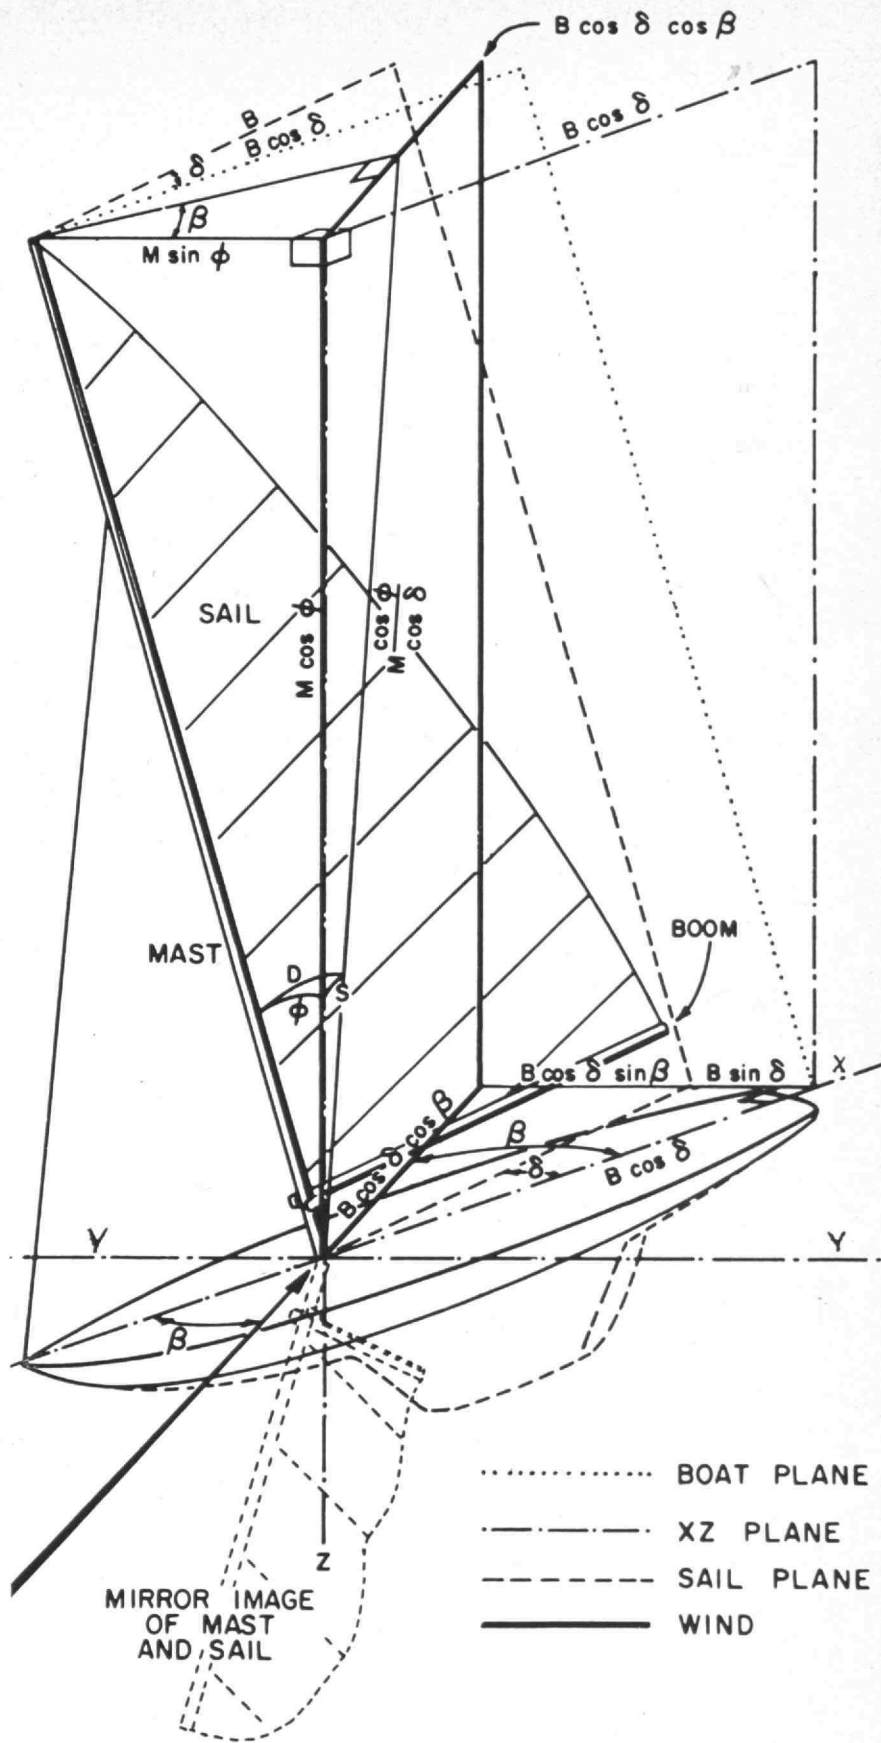 B cos δ cos β
B
B cos δ
B cos δ
δ
β
M sin ϕ
SAIL
M cos ϕ
M cos ϕ
cos δ
MAST
D
S
ϕ
BOOM
B cos δ sin β
B sin δ
X
B cos δ cos β
β
δ
B cos δ
Y
Y
β
Z
BOAT PLANE
XZ PLANE
SAIL PLANE
WIND
MIRROR IMAGE
OF MAST
AND SAIL